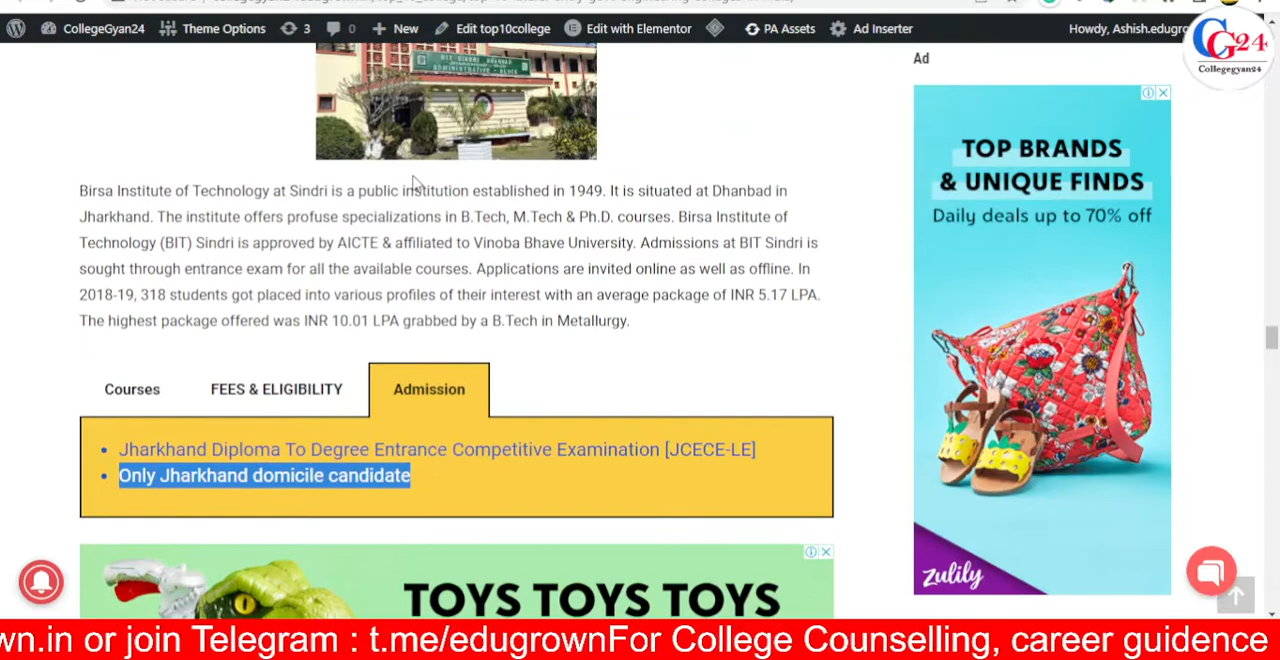 CollegeGyan24 Theme Options 3 0 New Edit top10college Edit with Elementor PA Assets Ad Inserter Howdy, Ashish.edugro
CG24
Collegegyan24
Ad
BIT SINDRI DHANBAD
ADMINISTRATIVE - BLOCK
Birsa Institute of Technology at Sindri is a public institution established in 1949. It is situated at Dhanbad in
Jharkhand. The institute offers profuse specializations in B.Tech, M.Tech & Ph.D. courses. Birsa Institute of
Technology (BIT) Sindri is approved by AICTE & affiliated to Vinoba Bhave University. Admissions at BIT Sindri is
sought through entrance exam for all the available courses. Applications are invited online as well as offline. In
2018-19, 318 students got placed into various profiles of their interest with an average package of INR 5.17 LPA.
The highest package offered was INR 10.01 LPA grabbed by a B.Tech in Metallurgy.
Courses FEES & ELIGIBILITY Admission
• Jharkhand Diploma To Degree Entrance Competitive Examination [JCECE-LE]
• Only Jharkhand domicile candidate
TOP BRANDS
& UNIQUE FINDS
Daily deals up to 70% off
zulily
TOYS TOYS TOYS
wn.in or join Telegram : t.me/edugrownFor College Counselling, career guidence